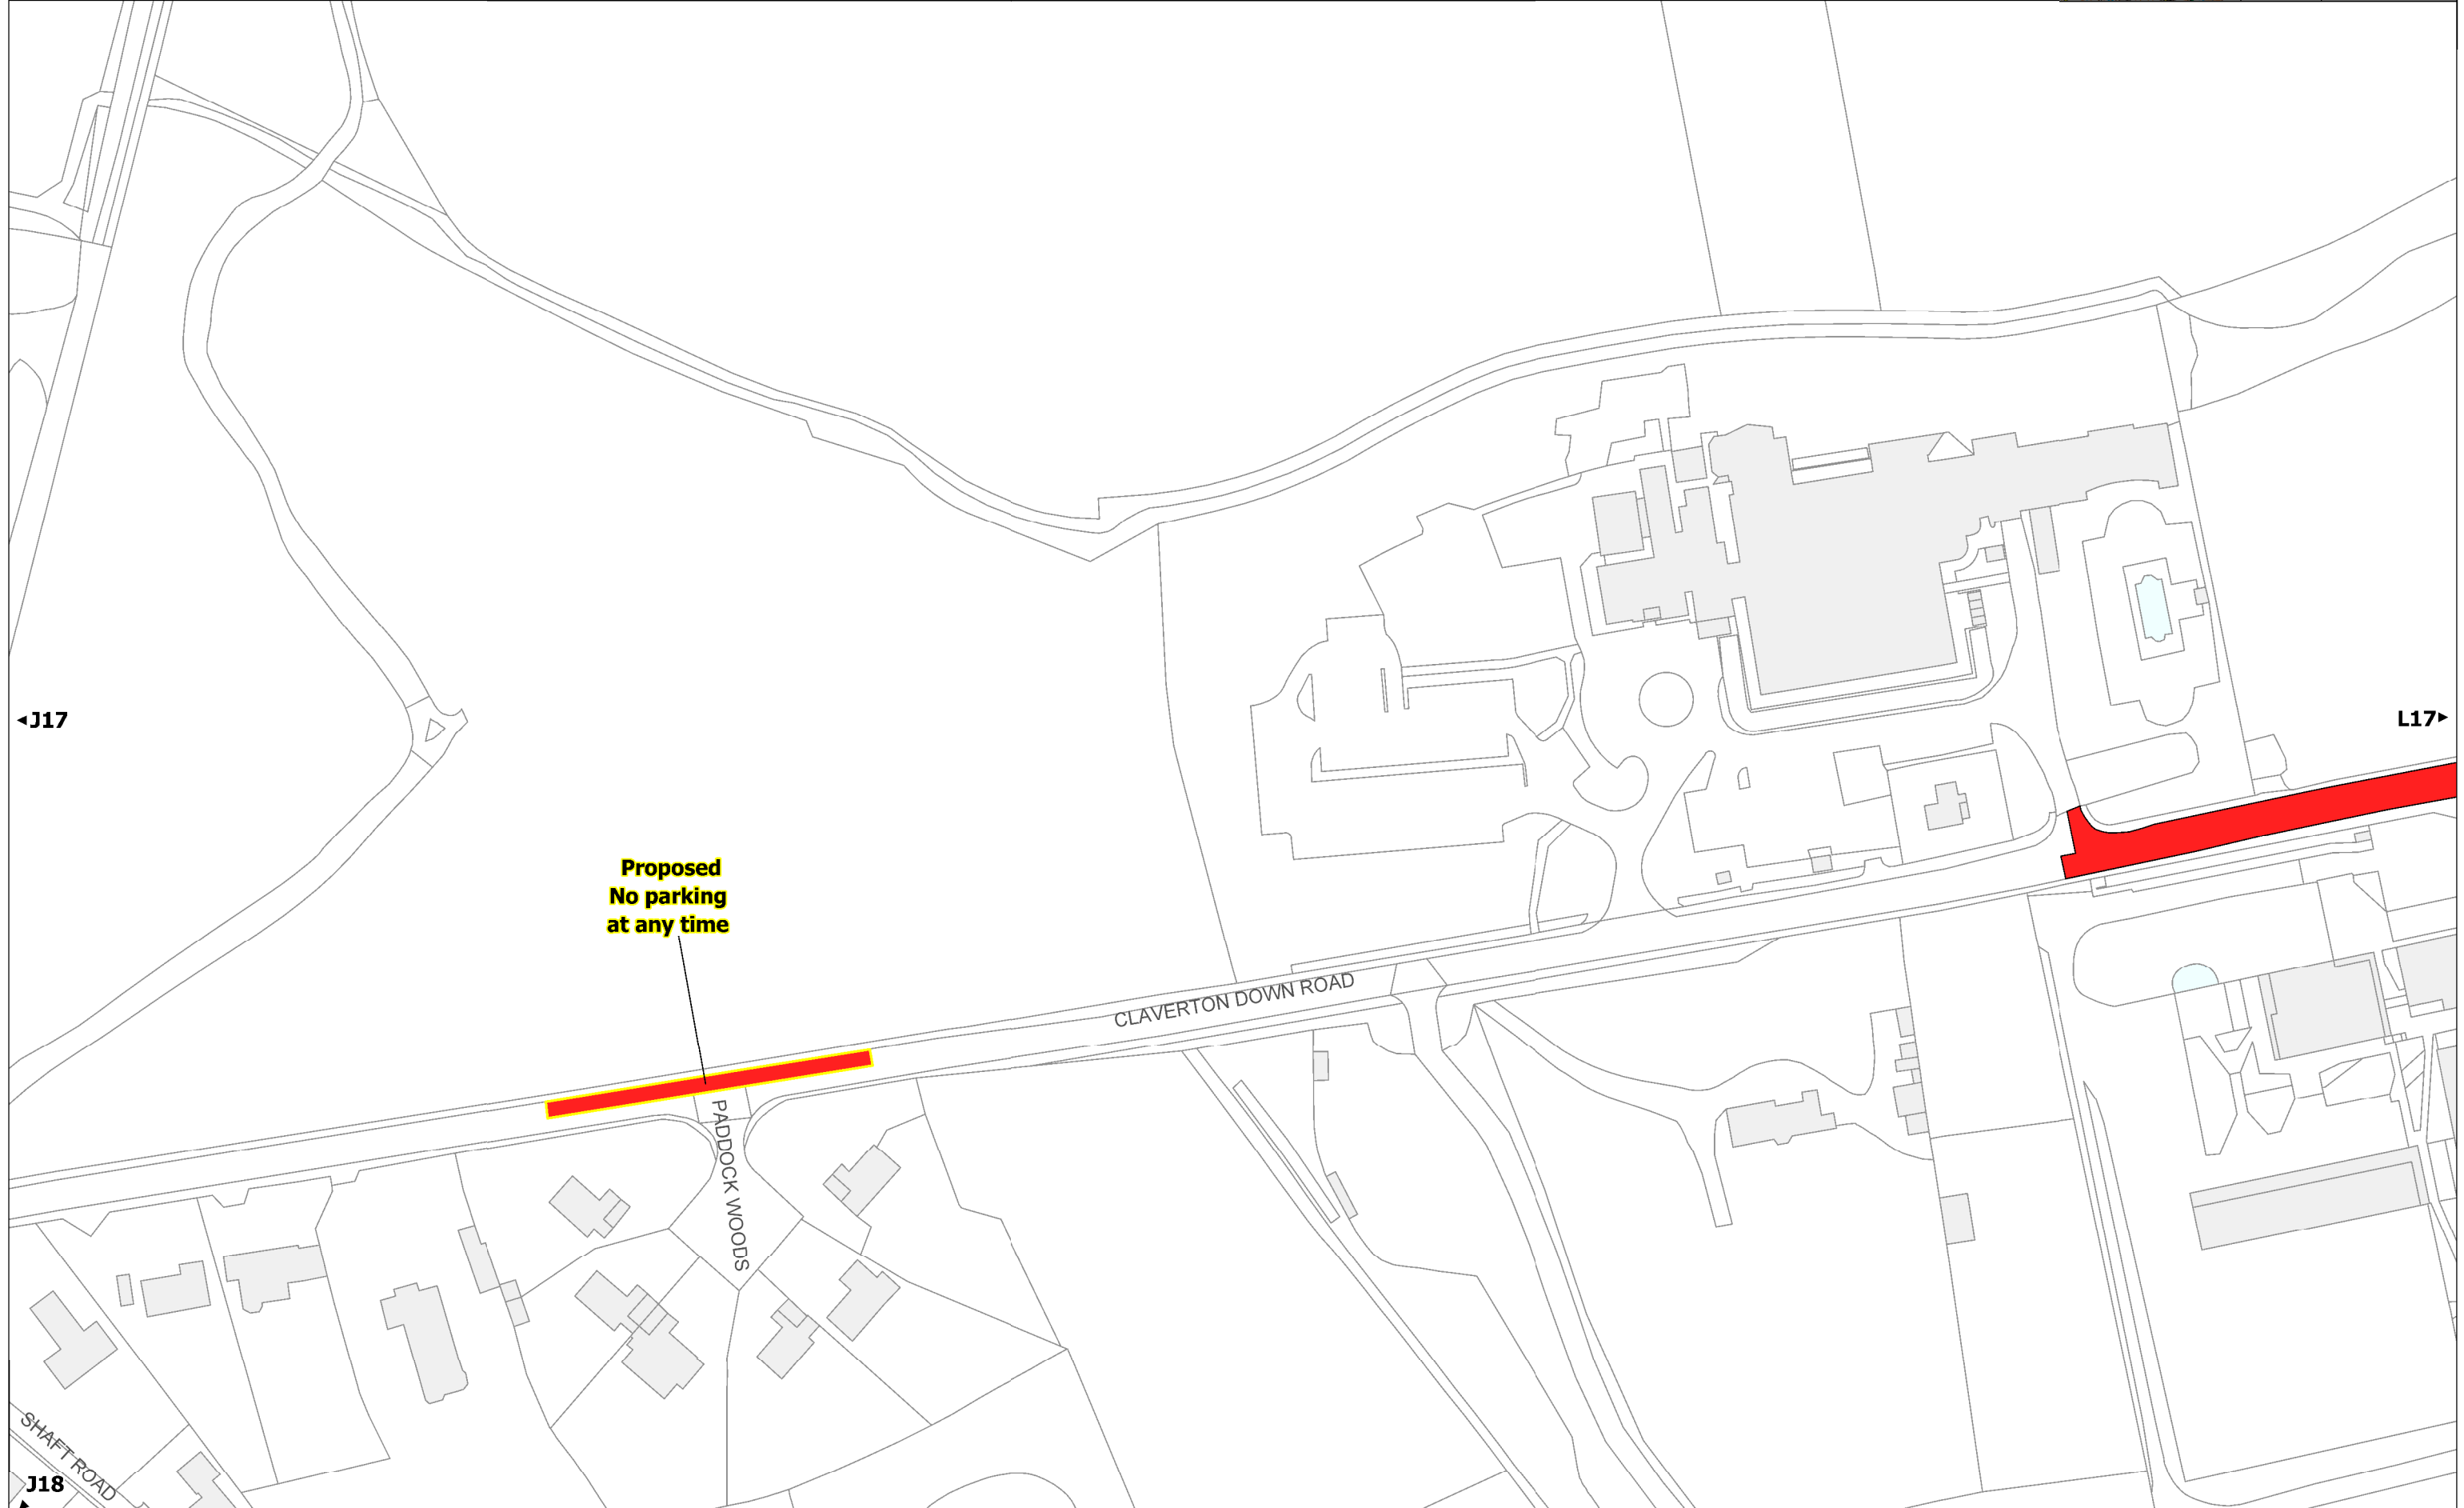 ◄J17
L17►
Proposed
No parking
at any time
CLAVERTON DOWN ROAD
PADDOCK WOODS
SHAFT ROAD
J18